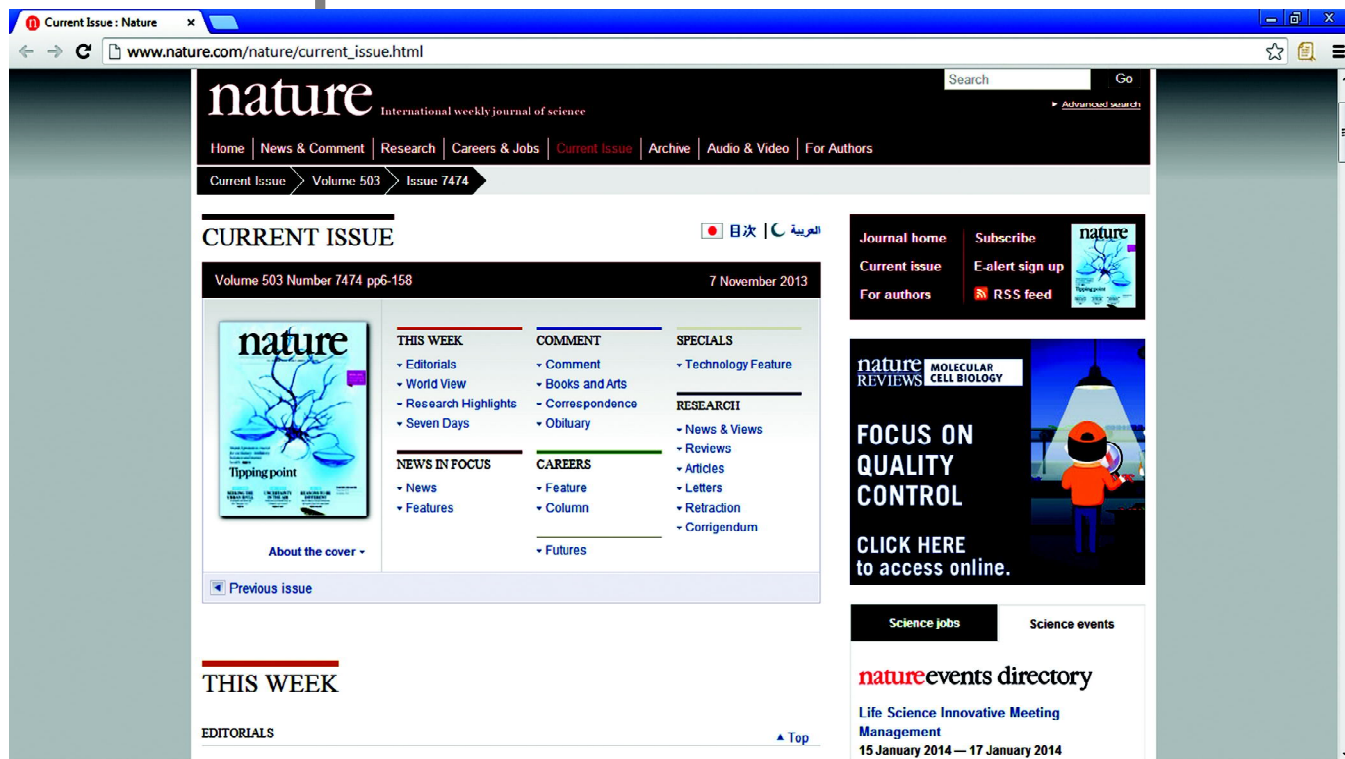 Current Issue : Nature
www.nature.com/nature/current_issue.html
nature International weekly journal of science
Search Go
Advanced search
Home News & Comment Research Careers & Jobs Current Issue Archive Audio & Video For Authors
Current Issue Volume 503 Issue 7474
CURRENT ISSUE
目次 العربية
Volume 503 Number 7474 pp6-158 7 November 2013
nature
Tipping point
About the cover
THIS WEEK
Editorials
World View
Research Highlights
Seven Days
NEWS IN FOCUS
News
Features
COMMENT
Comment
Books and Arts
Correspondence
Obituary
CAREERS
Feature
Column
Futures
SPECIALS
Technology Feature
RESEARCH
News & Views
Reviews
Articles
Letters
Retraction
Corrigendum
Previous issue
THIS WEEK
EDITORIALS
Top
Journal home Subscribe
Current issue E-alert sign up
For authors RSS feed
nature
Tipping point
nature REVIEWS MOLECULAR CELL BIOLOGY
FOCUS ON
QUALITY
CONTROL
CLICK HERE
to access online.
Science jobs Science events
natureevents directory
Life Science Innovative Meeting
Management
15 January 2014 — 17 January 2014